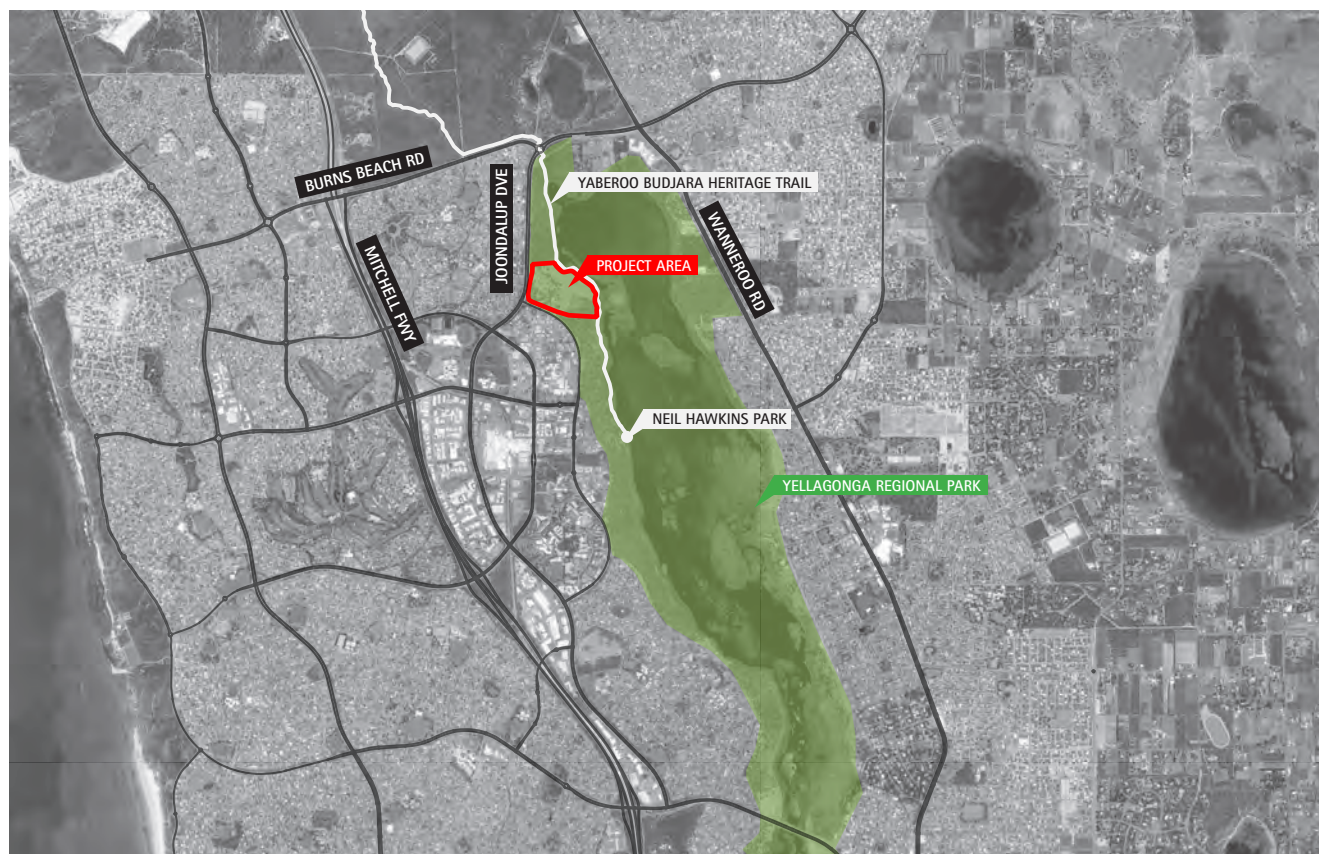 BURNS BEACH RD
JOONDALUP DVE
YABEROO BUDJARA HERITAGE TRAIL
WANNEROO RD
MITCHELL FWY
PROJECT AREA
NEIL HAWKINS PARK
YELLAGONGA REGIONAL PARK